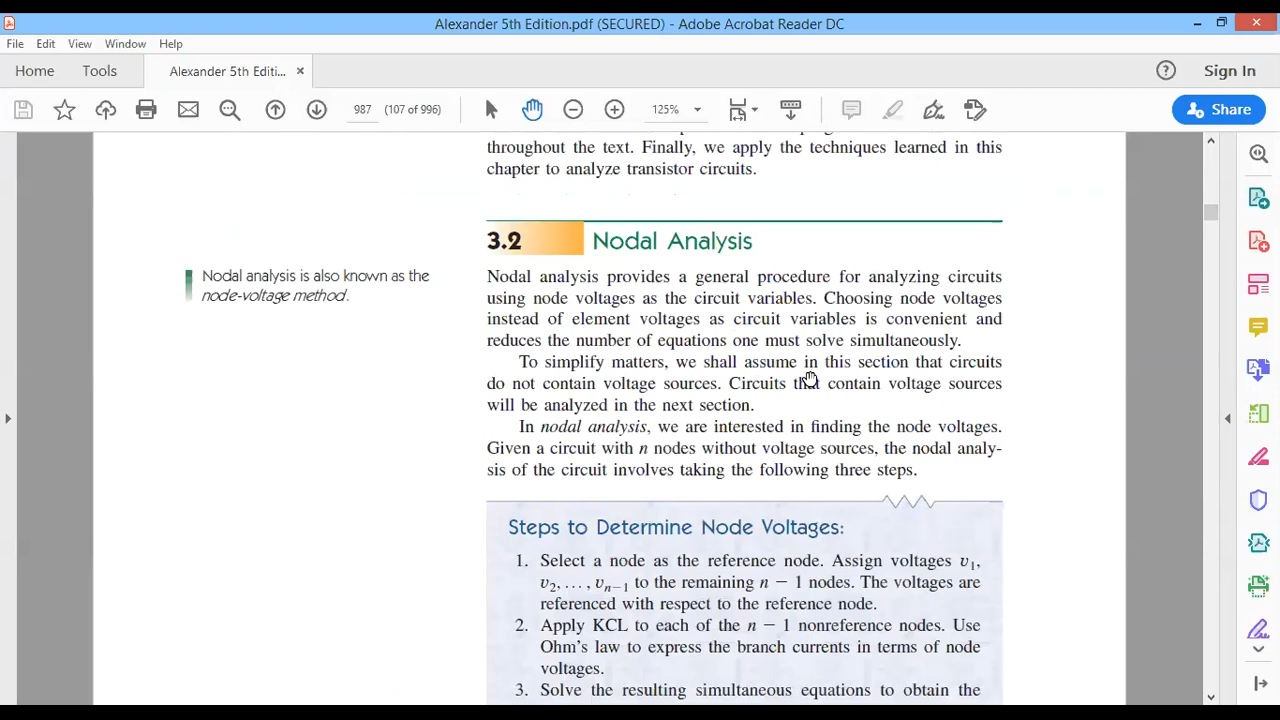 Alexander 5th Edition.pdf (SECURED) - Adobe Acrobat Reader DC
File Edit View Window Help
Home Tools Alexander 5th Editi... × Sign In
987 (107 of 996) 125% Share
throughout the text. Finally, we apply the techniques learned in this
chapter to analyze transistor circuits.
3.2 Nodal Analysis
Nodal analysis is also known as the
node-voltage method.
Nodal analysis provides a general procedure for analyzing circuits
using node voltages as the circuit variables. Choosing node voltages
instead of element voltages as circuit variables is convenient and
reduces the number of equations one must solve simultaneously.
To simplify matters, we shall assume in this section that circuits
do not contain voltage sources. Circuits that contain voltage sources
will be analyzed in the next section.
In nodal analysis, we are interested in finding the node voltages.
Given a circuit with n nodes without voltage sources, the nodal analy-
sis of the circuit involves taking the following three steps.
Steps to Determine Node Voltages:
1. Select a node as the reference node. Assign voltages v₁,
v₂, . . . , vₙ₋₁ to the remaining n − 1 nodes. The voltages are
referenced with respect to the reference node.
2. Apply KCL to each of the n − 1 nonreference nodes. Use
Ohm's law to express the branch currents in terms of node
voltages.
3. Solve the resulting simultaneous equations to obtain the